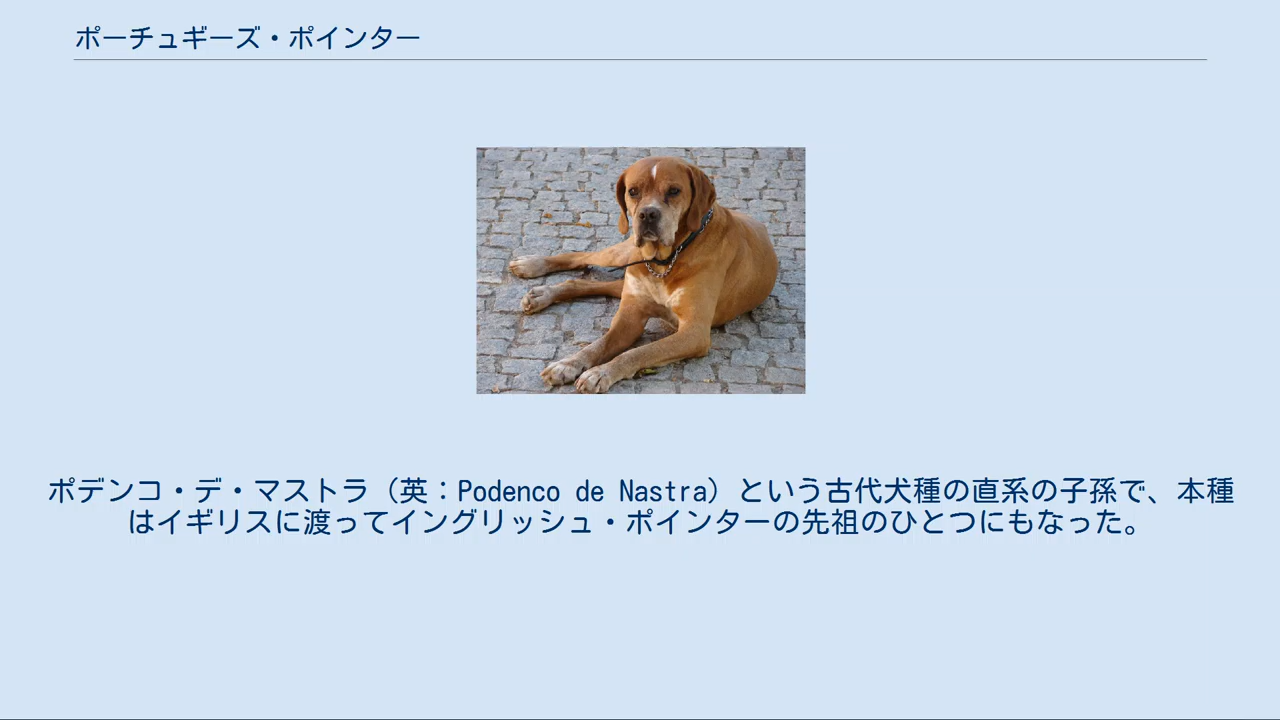 ポーチュギーズ・ポインター
ポデンコ・デ・マストラ（英：Podenco de Nastra）という古代犬種の直系の子孫で、本種
はイギリスに渡ってイングリッシュ・ポインターの先祖のひとつにもなった。